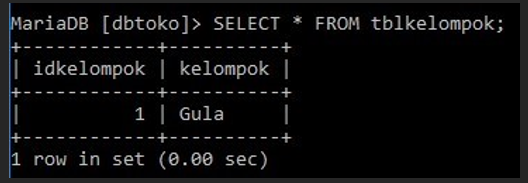 MariaDB [dbtoko]> SELECT * FROM tblkelompok;
+------------+----------+
| idkelompok | kelompok |
+------------+----------+
|          1 | Gula     |
+------------+----------+
1 row in set (0.00 sec)